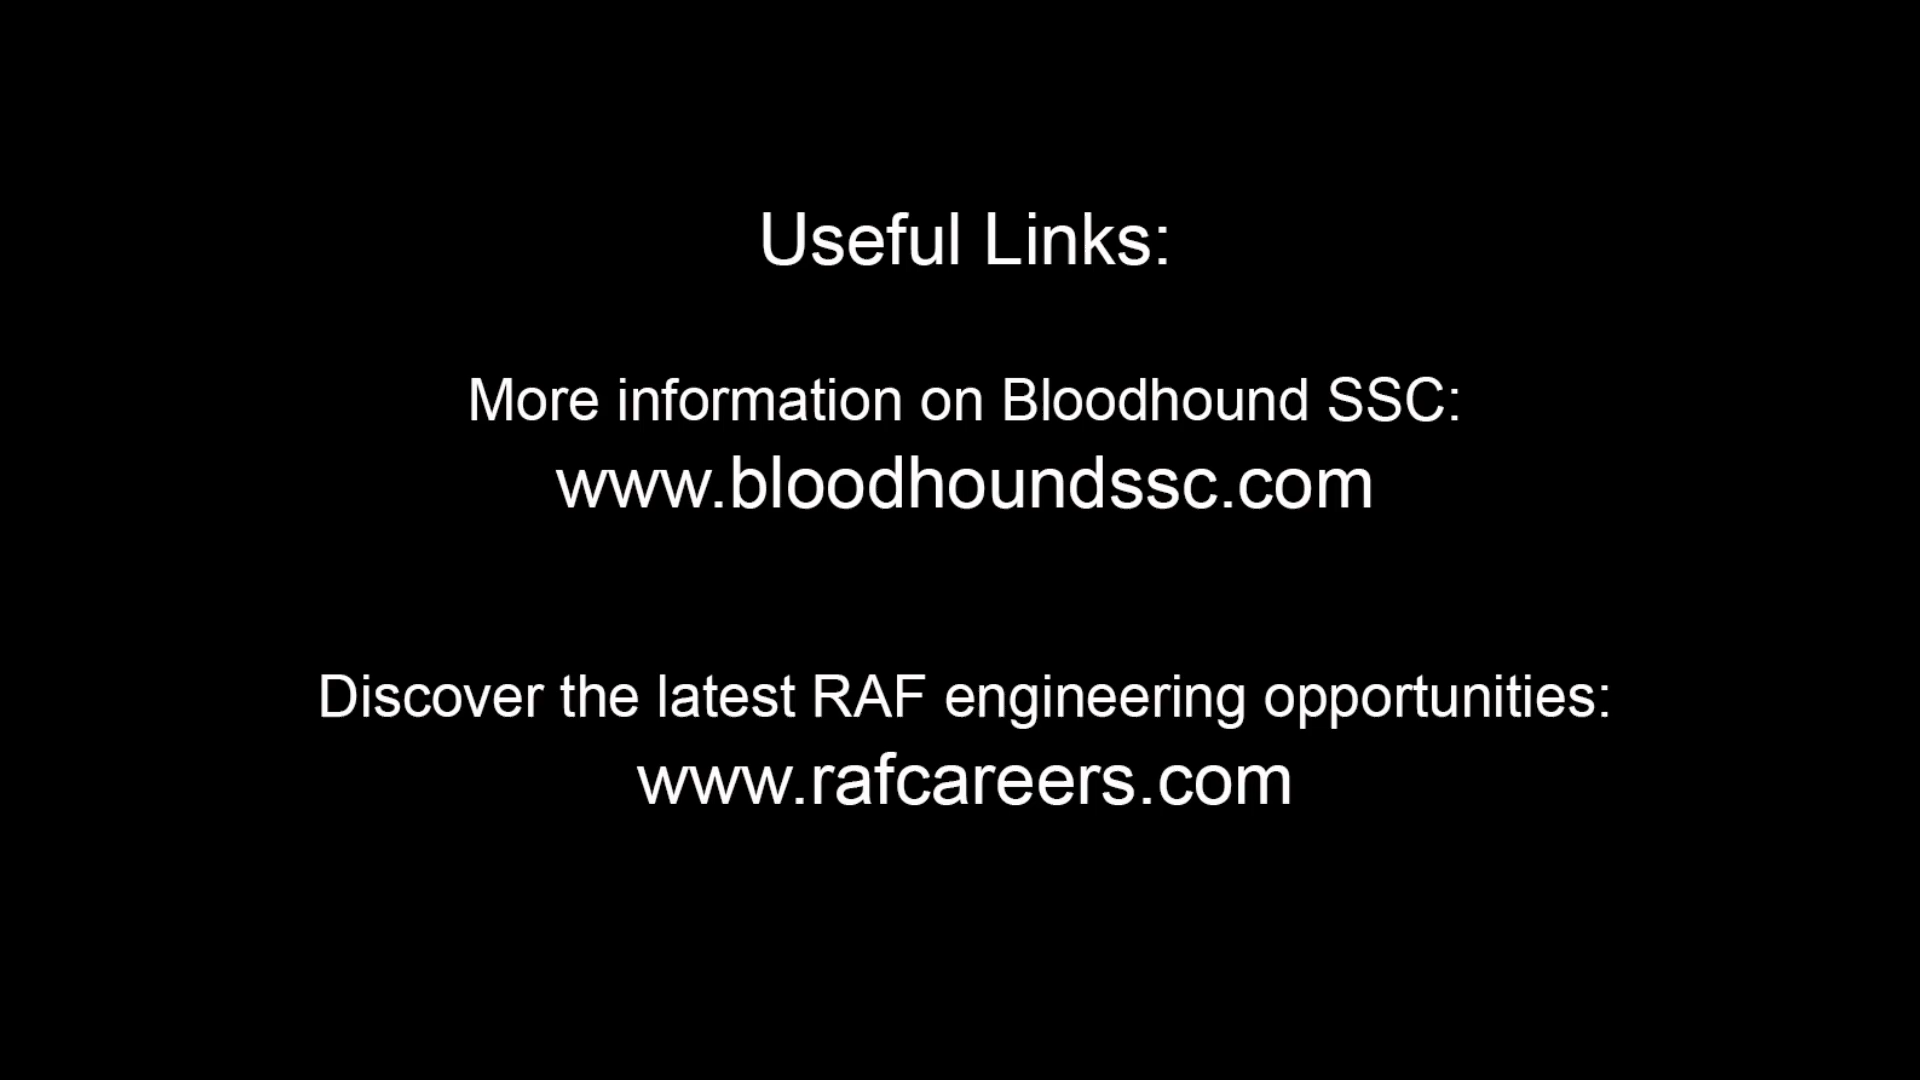 Useful Links:
More information on Bloodhound SSC:
www.bloodhoundssc.com
Discover the latest RAF engineering opportunities:
www.rafcareers.com